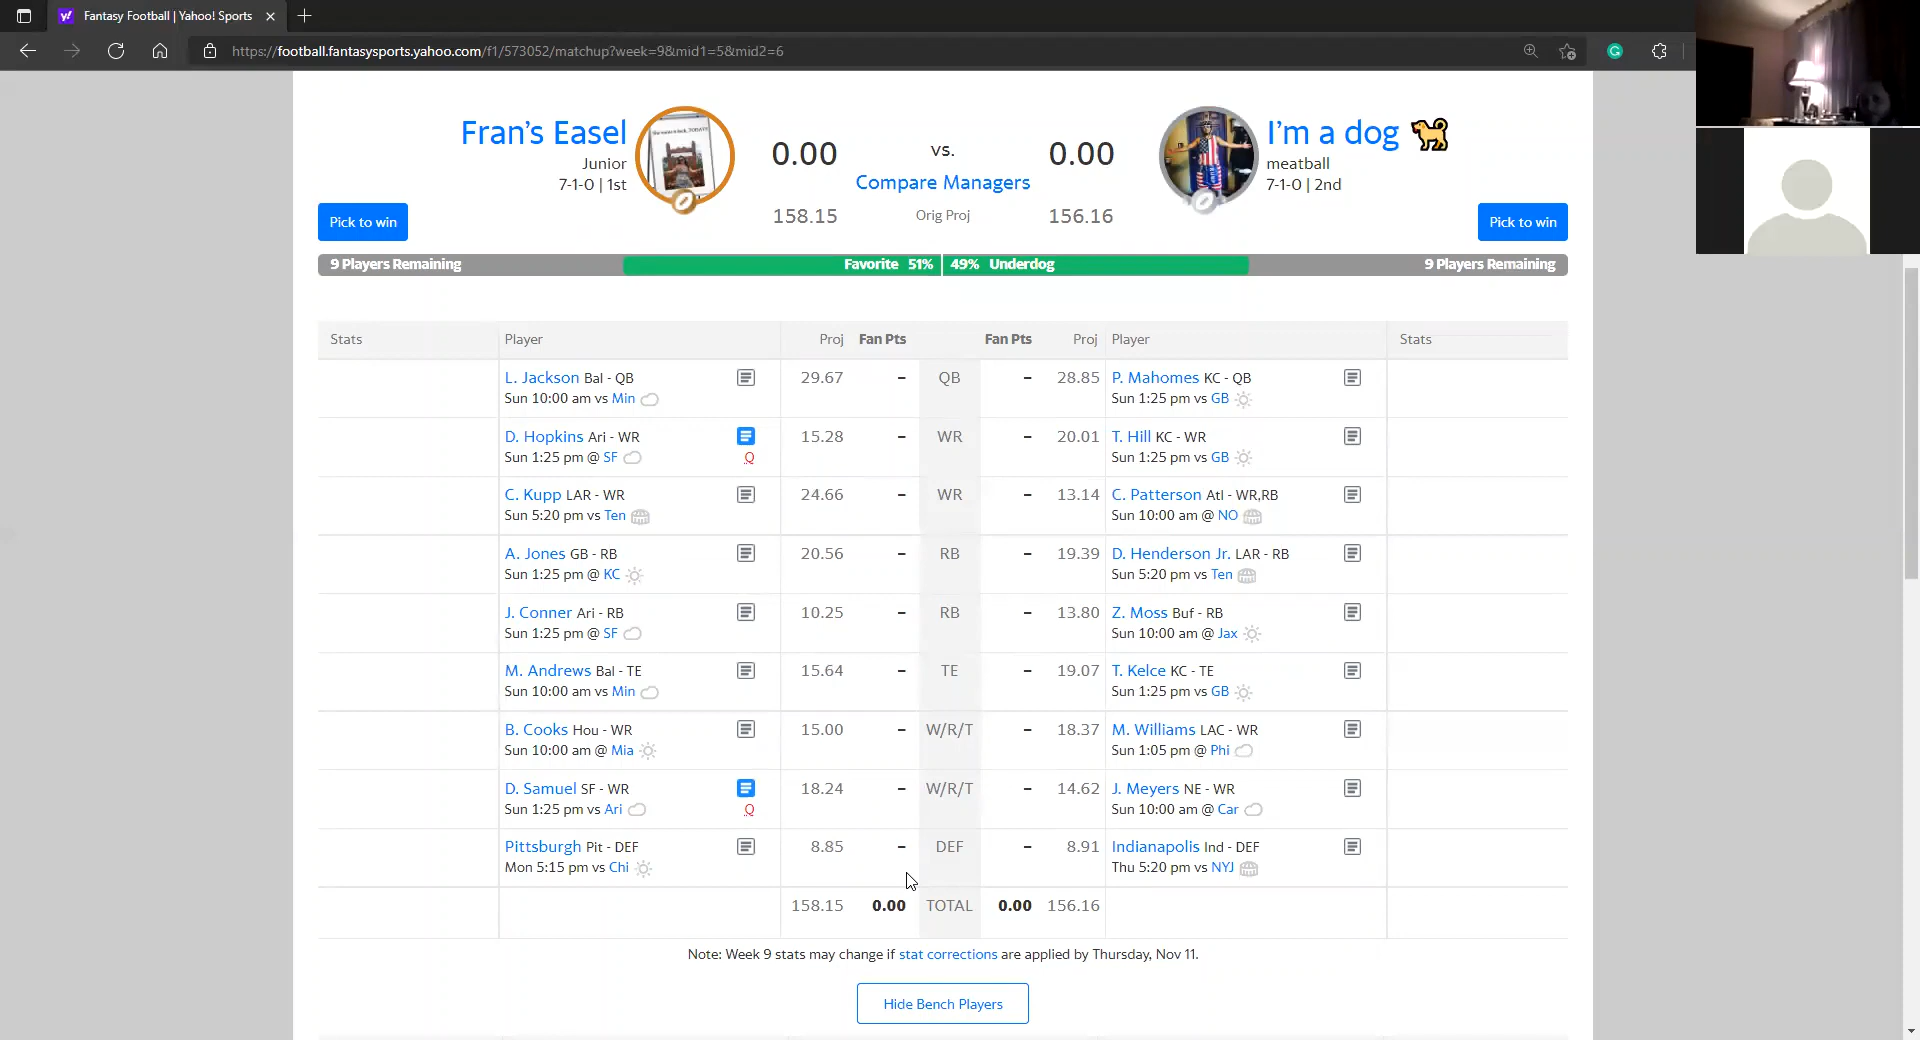 Fantasy Football | Yahoo! Sports
https://football.fantasysports.yahoo.com/f1/573052/matchup?week=9&mid1=5&mid2=6
Fran's Easel
Junior
7-1-0 | 1st
0.00
vs.
0.00
I'm a dog
meatball
7-1-0 | 2nd
Compare Managers
158.15
Orig Proj
156.16
Pick to win
Pick to win
9 Players Remaining
Favorite 51%
49% Underdog
9 Players Remaining
Stats Player Proj Fan Pts Fan Pts Proj Player Stats
L. Jackson Bal - QB 29.67 – QB – 28.85 P. Mahomes KC - QB
Sun 10:00 am vs Min Sun 1:25 pm vs GB
D. Hopkins Ari - WR 15.28 – WR – 20.01 T. Hill KC - WR
Sun 1:25 pm @ SF Q Sun 1:25 pm vs GB
C. Kupp LAR - WR 24.66 – WR – 13.14 C. Patterson Atl - WR,RB
Sun 5:20 pm vs Ten Sun 10:00 am @ NO
A. Jones GB - RB 20.56 – RB – 19.39 D. Henderson Jr. LAR - RB
Sun 1:25 pm @ KC Sun 5:20 pm vs Ten
J. Conner Ari - RB 10.25 – RB – 13.80 Z. Moss Buf - RB
Sun 1:25 pm @ SF Sun 10:00 am @ Jax
M. Andrews Bal - TE 15.64 – TE – 19.07 T. Kelce KC - TE
Sun 10:00 am vs Min Sun 1:25 pm vs GB
B. Cooks Hou - WR 15.00 – W/R/T – 18.37 M. Williams LAC - WR
Sun 10:00 am @ Mia Sun 1:05 pm @ Phi
D. Samuel SF - WR 18.24 – W/R/T – 14.62 J. Meyers NE - WR
Sun 1:25 pm vs Ari Q Sun 10:00 am @ Car
Pittsburgh Pit - DEF 8.85 – DEF – 8.91 Indianapolis Ind - DEF
Mon 5:15 pm vs Chi Thu 5:20 pm vs NYJ
158.15 0.00 TOTAL 0.00 156.16
Note: Week 9 stats may change if stat corrections are applied by Thursday, Nov 11.
Hide Bench Players